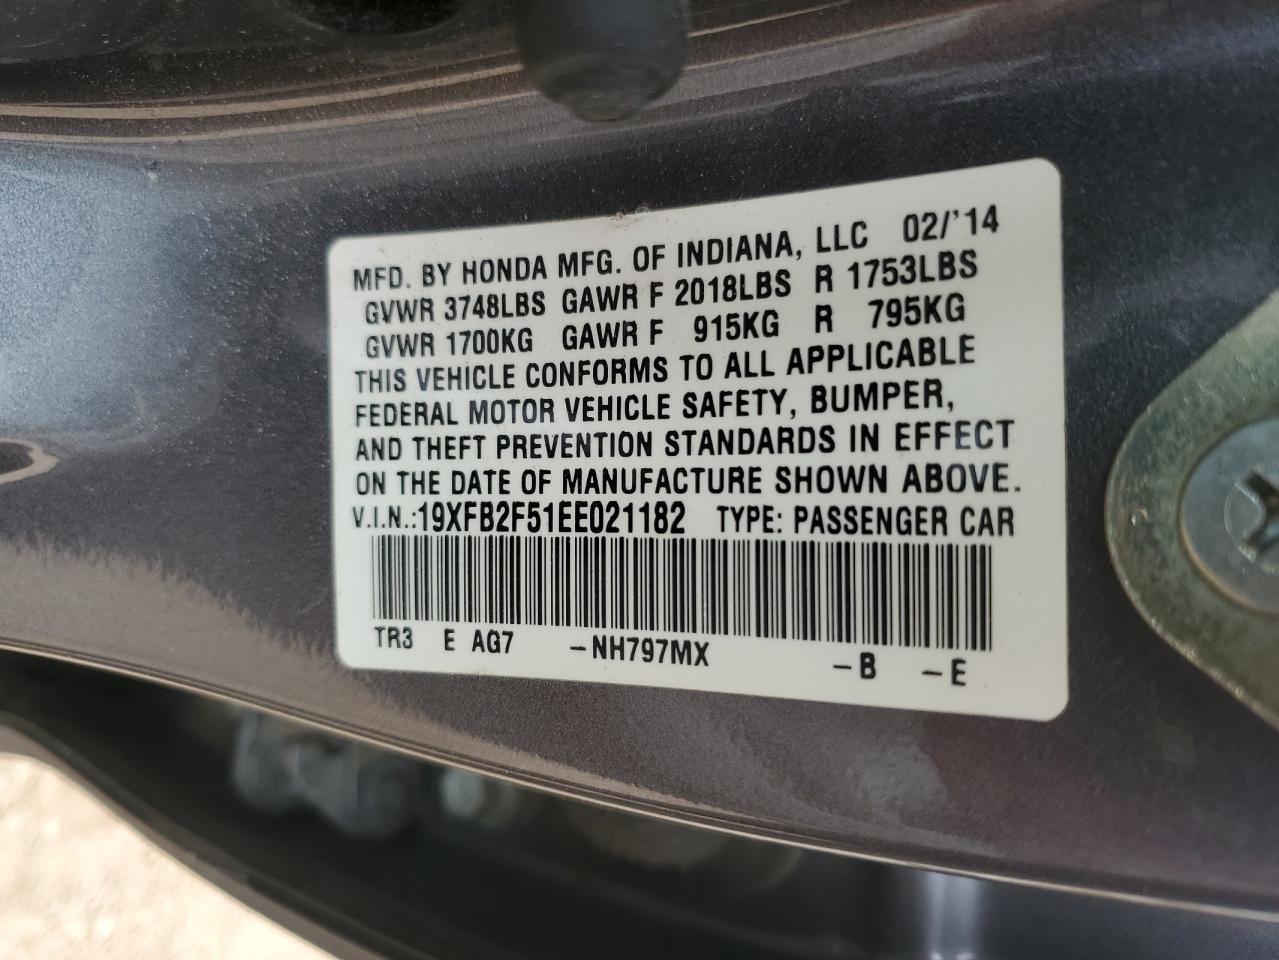 MFD. BY HONDA MFG. OF INDIANA, LLC 02/'14
GVWR 3748LBS GAWR F 2018LBS R 1753LBS
GVWR 1700KG GAWR F 915KG R 795KG
THIS VEHICLE CONFORMS TO ALL APPLICABLE
FEDERAL MOTOR VEHICLE SAFETY, BUMPER,
AND THEFT PREVENTION STANDARDS IN EFFECT
ON THE DATE OF MANUFACTURE SHOWN ABOVE.
V.I.N.:19XFB2F51EE021182 TYPE: PASSENGER CAR
TR3 E AG7 -NH797MX -B -E